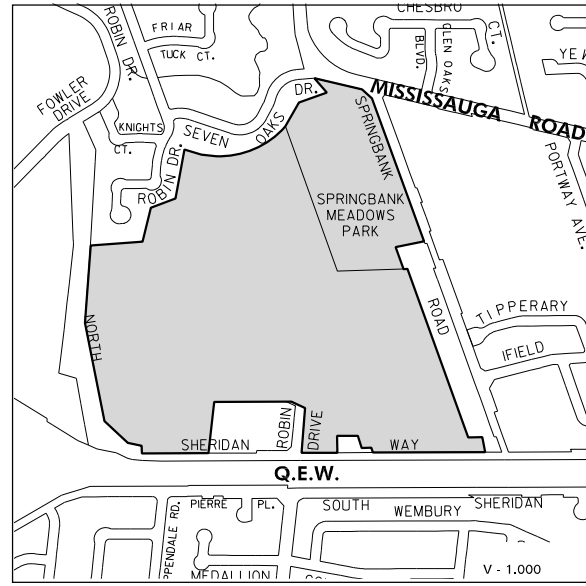 CHESBRO
CT.
ROBIN DR.
FRIAR
TUCK CT.
GLEN OAKS
BLVD.
FOWLER
DRIVE
DR.
MISSISSAUGA ROAD
KNIGHTS
CT.
SEVEN
OAKS
SPRINGBANK
PORTWAY AVE.
ROBIN DR.
SPRINGBANK
MEADOWS
PARK
ROAD
TIPPERARY
IFIELD
NORTH
SHERIDAN
ROBIN
DRIVE
WAY
Q.E.W.
PIERRE PL.
SOUTH
WEMBURY
SHERIDAN
PPENDALE RD.
MEDALLION
V - 1.000